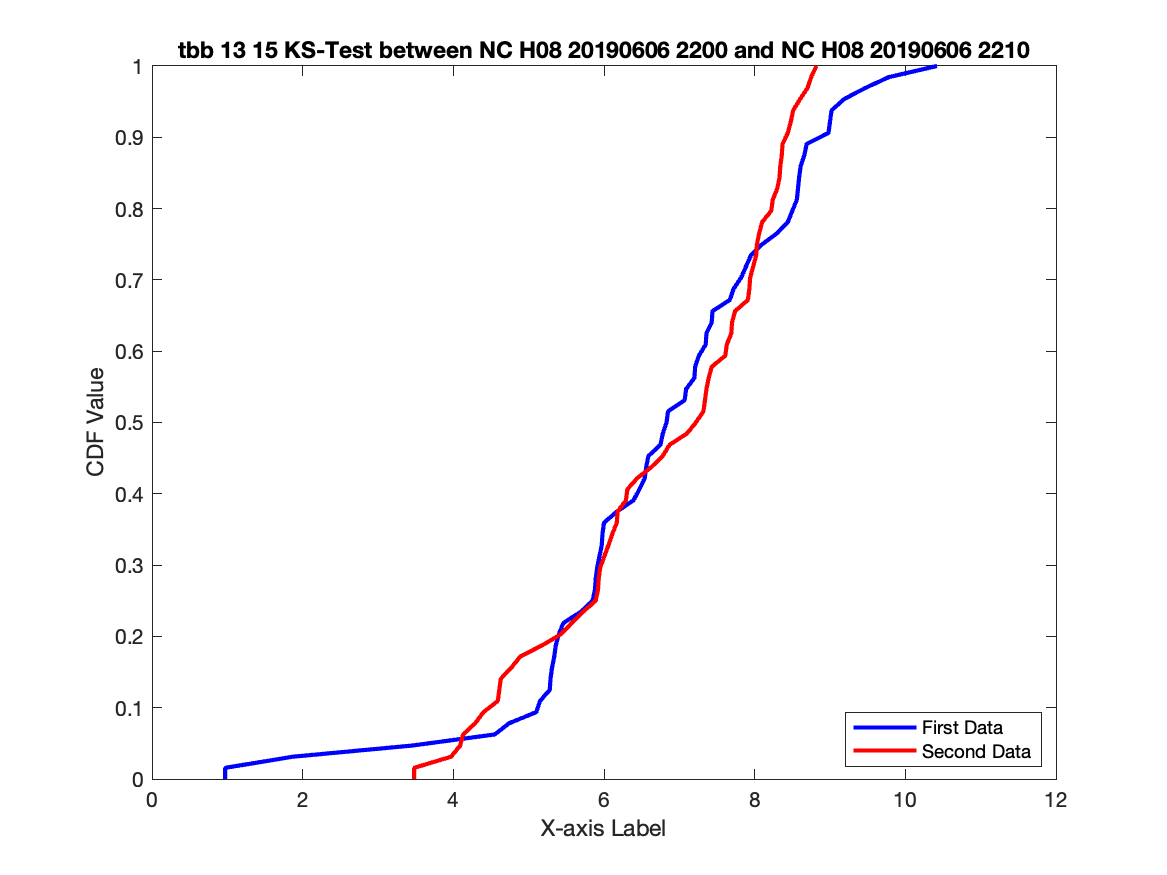 tbb 13 15 KS-Test between NC H08 20190606 2200 and NC H08 20190606 2210
1
0.9
0.8
0.7
0.6
0.5
0.4
0.3
0.2
0.1
0
CDF Value
First Data
Second Data
0 2 4 6 8 10 12
X-axis Label